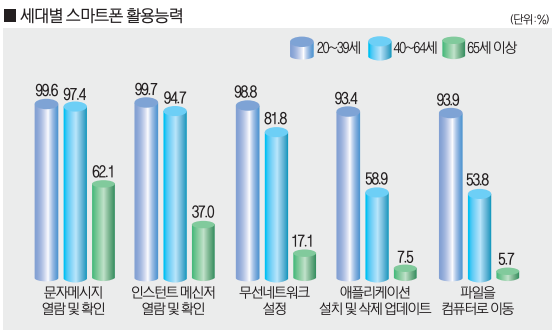 ■ 세대별 스마트폰 활용능력
(단위:%)
20~39세 40~64세 65세 이상
99.6 97.4 62.1
99.7 94.7 37.0
98.8 81.8 17.1
93.4 58.9 7.5
93.9 53.8 5.7
문자메시지
열람 및 확인
인스턴트 메신저
열람 및 확인
무선네트워크
설정
애플리케이션
설치 및 삭제 업데이트
파일을
컴퓨터로 이동